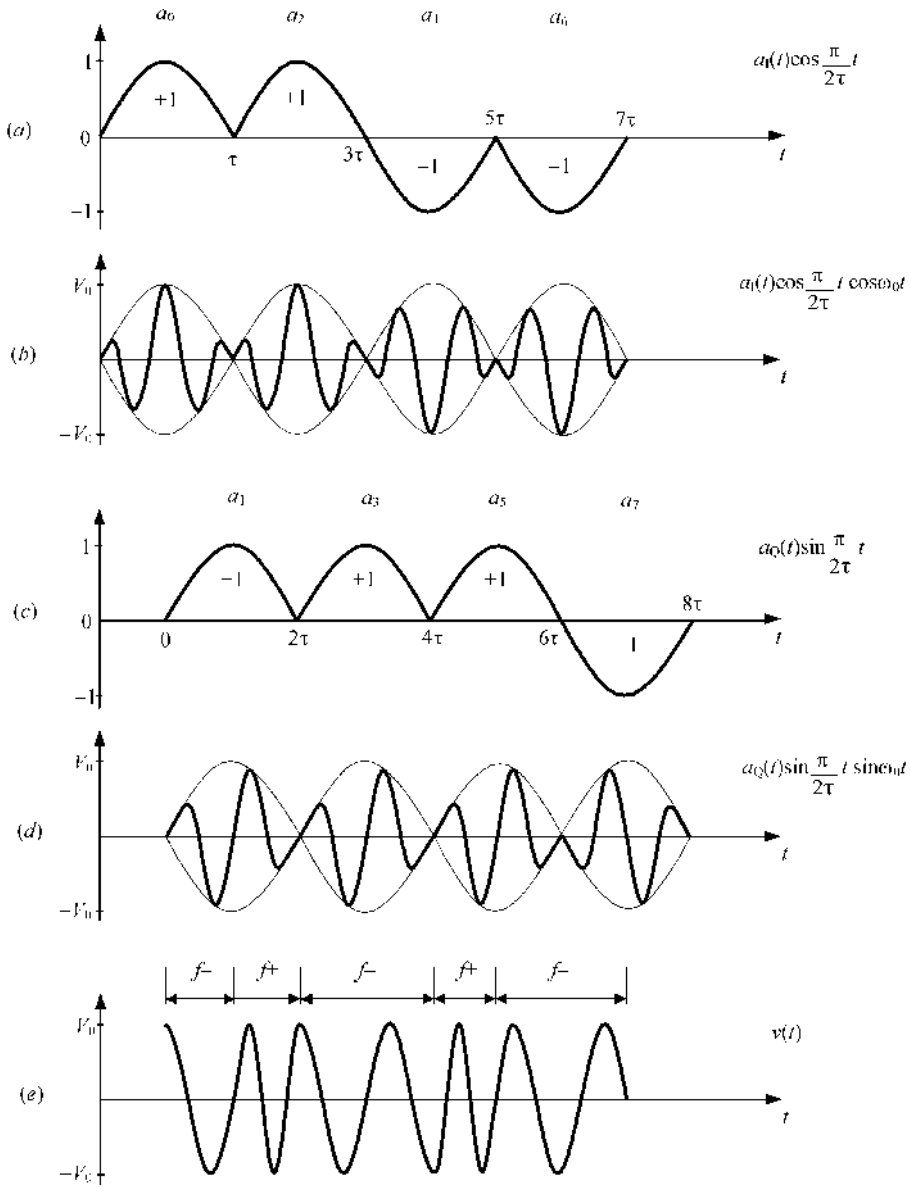 a₀ a₂ a₁ a₆
1
+1 +1
a_I(t)cos π/2τ t
(a)
0
τ 3τ 5τ 7τ t
−1 −1
−1
V₀
a_I(t)cos π/2τ t cosω₀t
(b)
t
−V₀
a₁ a₃ a₅ a₇
1
−1 +1 +1
a_Q(t)sin π/2τ t
(c)
0
0 2τ 4τ 6τ 8τ t
1
−1
V₀
a_Q(t)sin π/2τ t sinω₀t
(d)
t
−V₀
f− f+ f− f+ f−
V₀
v(t)
(e)
t
−V₀